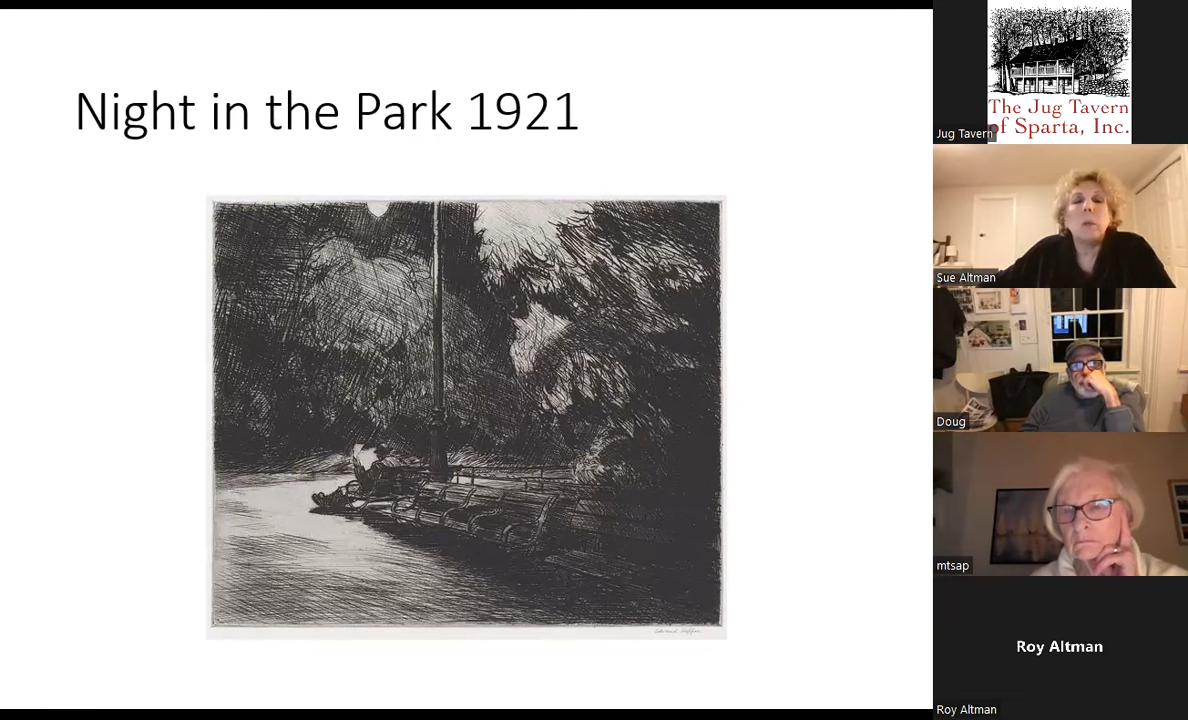 Night in the Park 1921
The Jug Tavern
of Sparta, Inc.
Jug Tavern
Sue Altman
Doug
mtsap
Roy Altman
Roy Altman